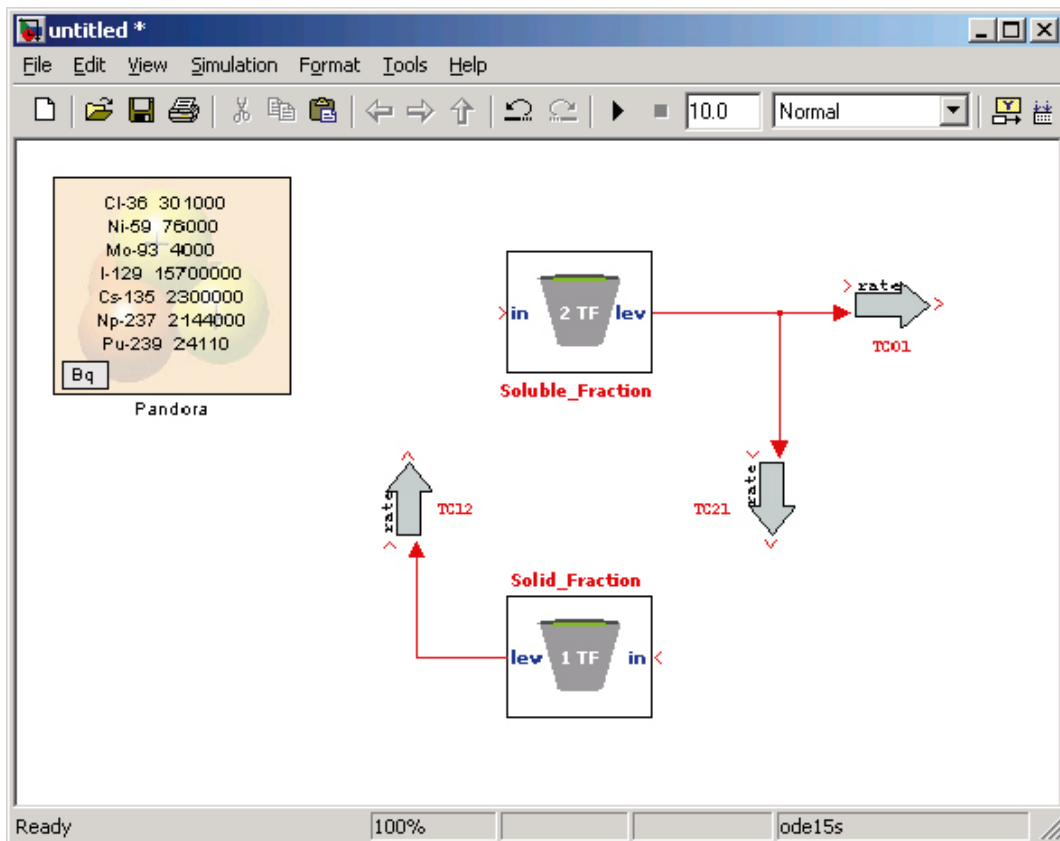 untitled *
File Edit View Simulation Format Tools Help
10.0 Normal
Cl-36 301000
Ni-59 76000
Mo-93 4000
I-129 15700000
Cs-135 2300000
Np-237 2144000
Pu-239 24110
Bq
Pandora
in 2 TF lev
Soluble_Fraction
rate
TC01
rate
TC12
rate
TC21
Solid_Fraction
lev 1 TF in
Ready 100% ode15s